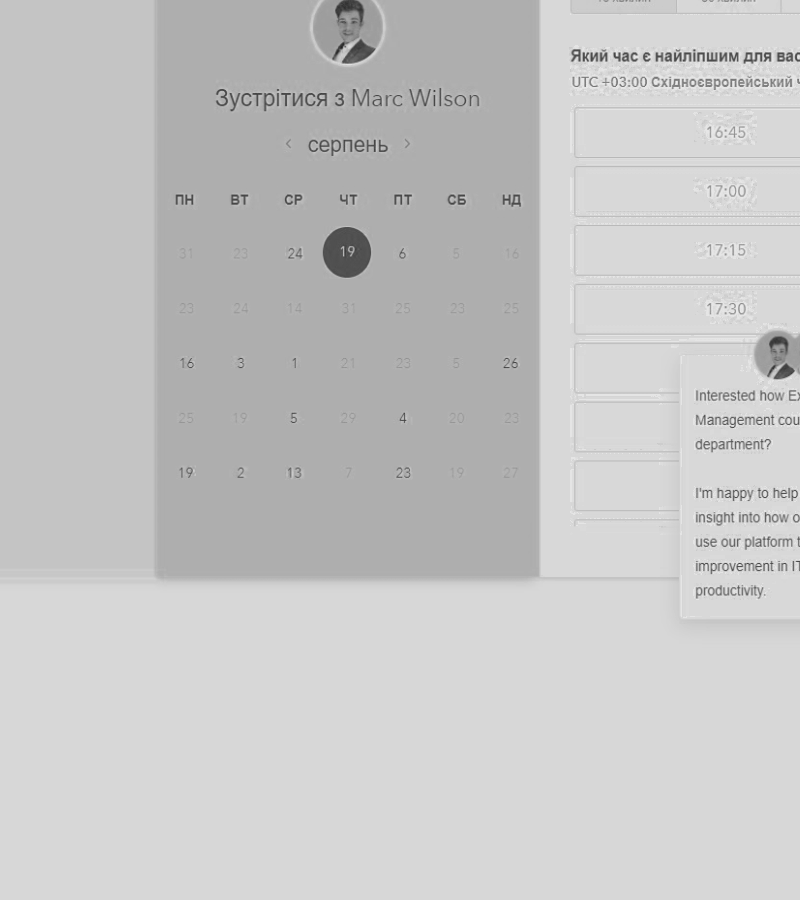 Зустрітися з Marc Wilson
‹ серпень ›
ПН ВТ СР ЧТ ПТ СБ НД
31 23 24 19 6 5 16
23 24 14 31 25 23 25
16 3 1 21 23 5 26
25 19 5 29 4 20 23
19 2 13 7 23 19 27
Який час є найліпшим для вас
UTC +03:00 Східноєвропейський
16:45
17:00
17:15
17:30
Interested how
Management
department?
I'm happy to help
insight into how
use our platform
improvement in IT
productivity.